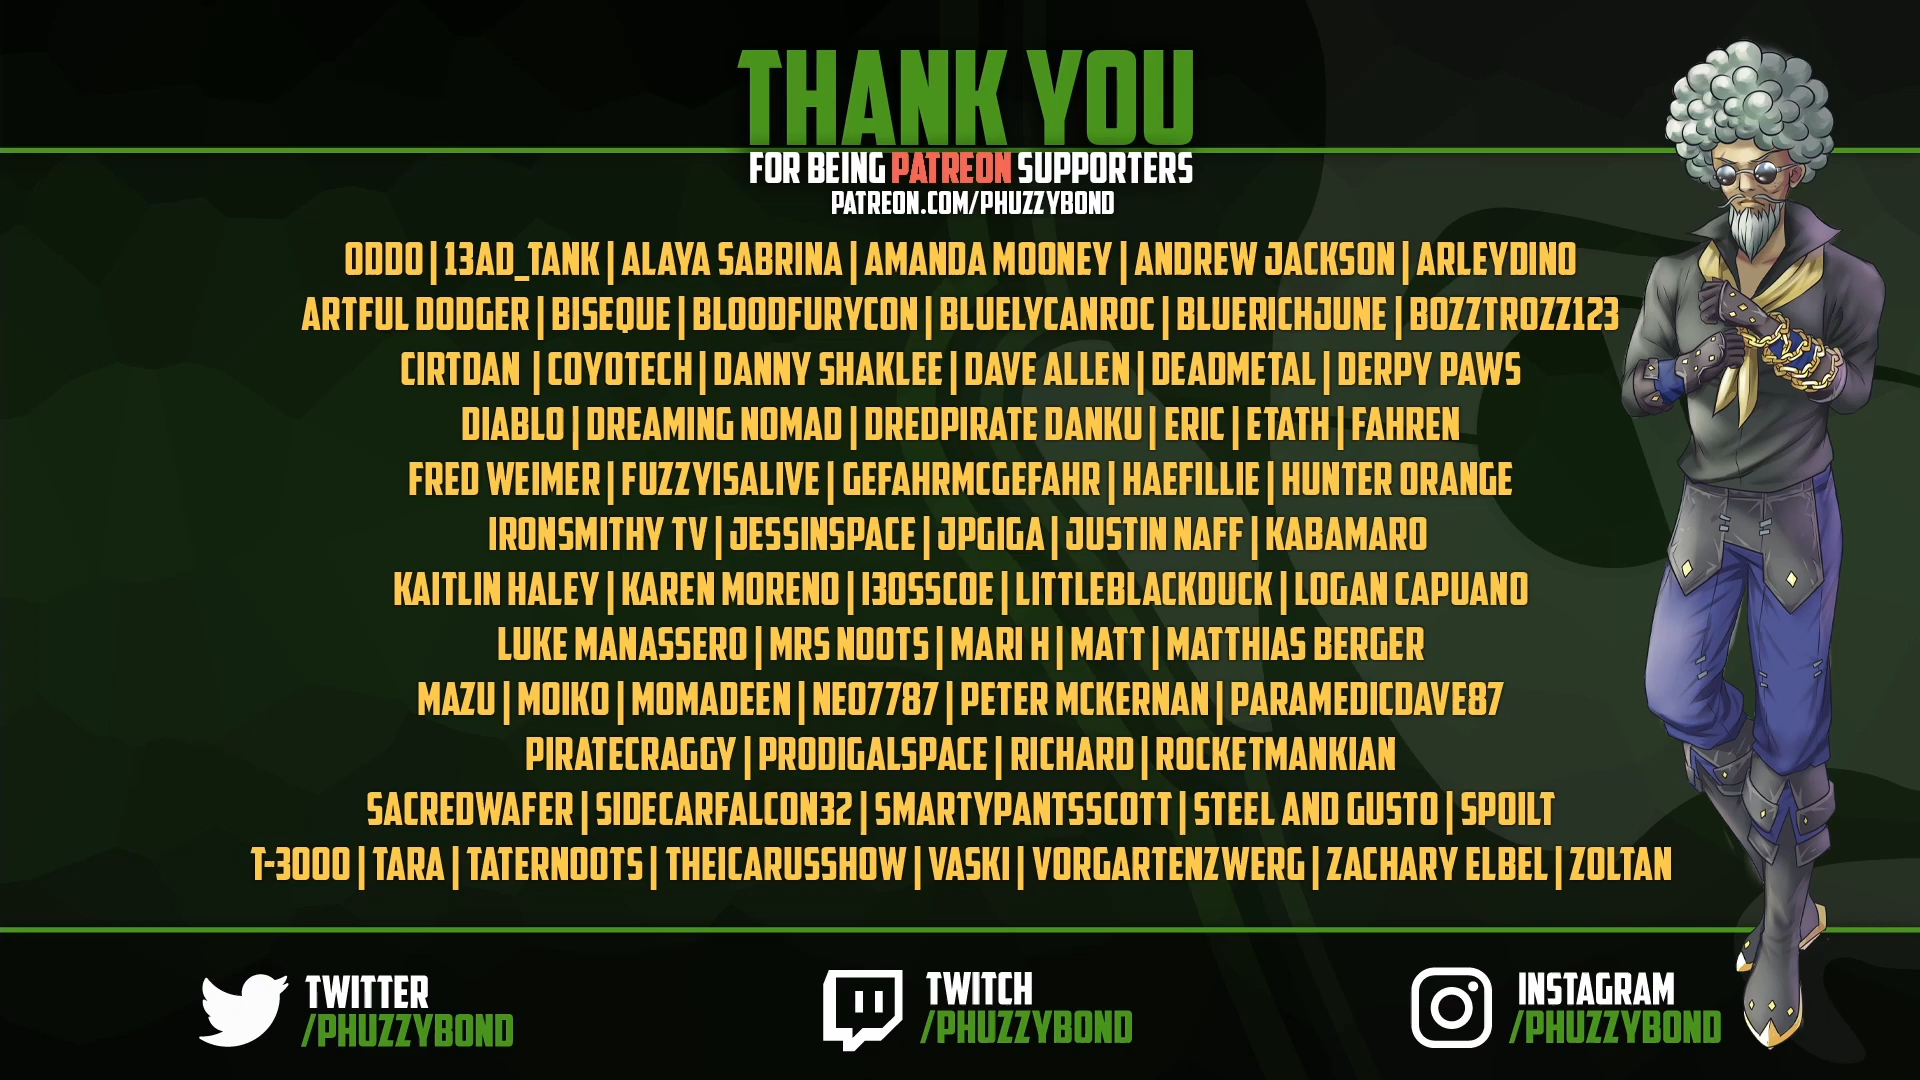 THANK YOU
FOR BEING PATREON SUPPORTERS
PATREON.COM/PHUZZYBOND
ODDO | 13AD_TANK | ALAYA SABRINA | AMANDA MOONEY | ANDREW JACKSON | ARLEYDINO
ARTFUL DODGER | BISEQUE | BLOODFURYCON | BLUELYCANROC | BLUERICHJUNE | BOZZTROZZ123
CIRTDAN | COYOTECH | DANNY SHAKLEE | DAVE ALLEN | DEADMETAL | DERPY PAWS
DIABLO | DREAMING NOMAD | DREDPIRATE DANKU | ERIC | ETATH | FAHREN
FRED WEIMER | FUZZYISALIVE | GEFAHRMCGEFAHR | HAEFILLIE | HUNTER ORANGE
IRONSMITHY TV | JESSINSPACE | JPGIGA | JUSTIN NAFF | KABAMARO
KAITLIN HALEY | KAREN MORENO | I30SSCOE | LITTLEBLACKDUCK | LOGAN CAPUANO
LUKE MANASSERO | MRS NOOTS | MARI H | MATT | MATTHIAS BERGER
MAZU | MOIKO | MOMADEEN | NEO7787 | PETER MCKERNAN | PARAMEDICDAVE87
PIRATECRAGGY | PRODIGALSPACE | RICHARD | ROCKETMANKIAN
SACREDWAFER | SIDECARFALCON32 | SMARTYPANTSSCOTT | STEEL AND GUSTO | SPOILT
T-3000 | TARA | TATERNOOTS | THEICARUSSHOW | VASKI | VORGARTENZWERG | ZACHARY ELBEL | ZOLTAN
TWITTER
/PHUZZYBOND
TWITCH
/PHUZZYBOND
INSTAGRAM
/PHUZZYBOND